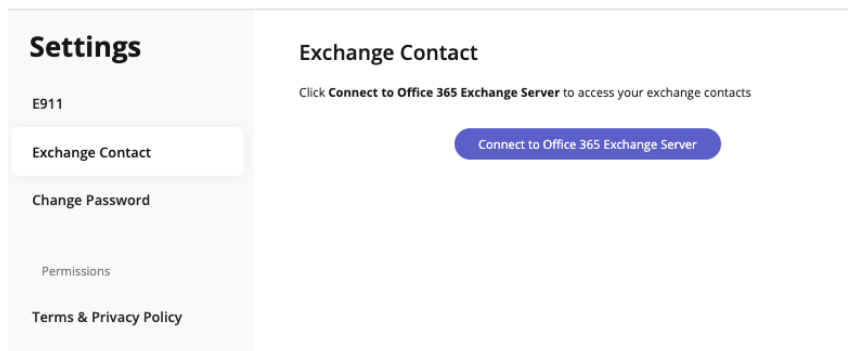 Settings
E911
Exchange Contact
Change Password
Permissions
Terms & Privacy Policy
Exchange Contact
Click Connect to Office 365 Exchange Server to access your exchange contacts
Connect to Office 365 Exchange Server